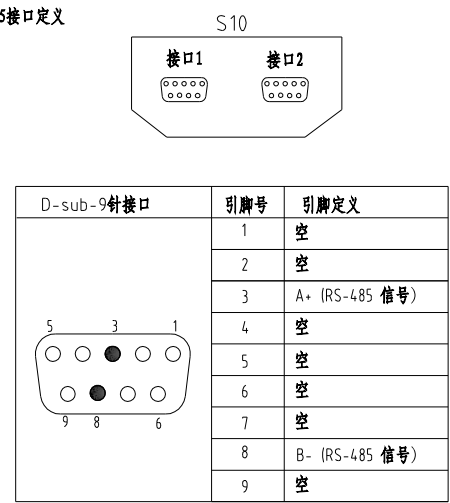 5接口定义
S10
接口1 接口2
D-sub-9针接口 引脚号 引脚定义
1 空
2 空
3 A+ (RS-485 信号)
4 空
5 空
6 空
7 空
8 B- (RS-485 信号)
9 空
5 3 1
9 8 6